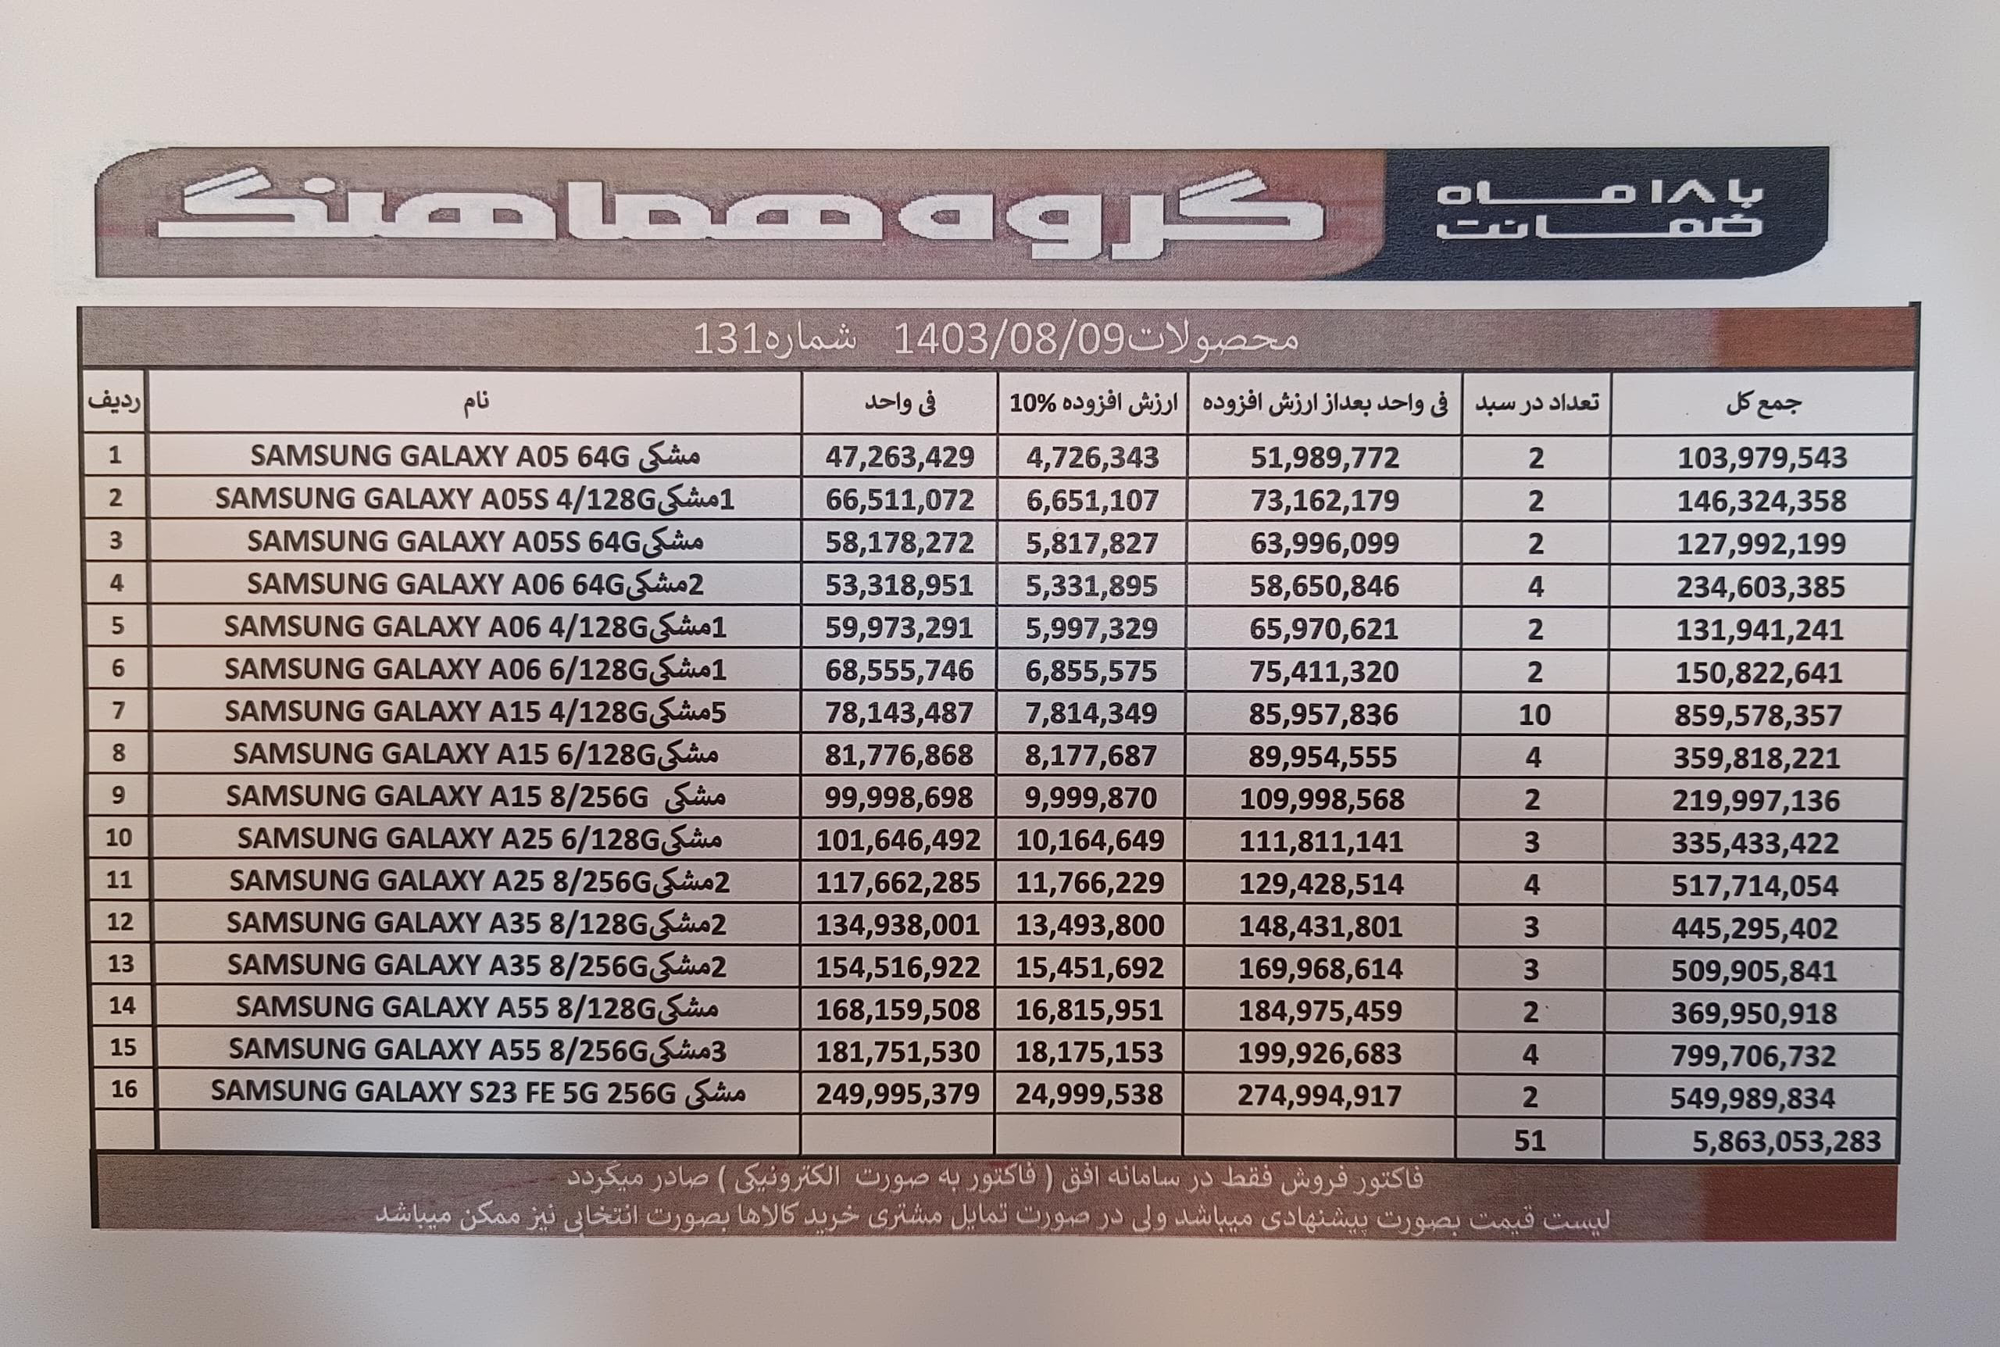 با ۱۸ ماه
ضمانت
گروه هماهنگ
محصولات1403/08/09 شماره131
ردیف نام فی واحد ارزش افزوده 10% فی واحد بعداز ارزش افزوده تعداد در سبد جمع کل
1 SAMSUNG GALAXY A05 64G مشکی 47,263,429 4,726,343 51,989,772 2 103,979,543
2 SAMSUNG GALAXY A05S 4/128Gمشکی1 66,511,072 6,651,107 73,162,179 2 146,324,358
3 SAMSUNG GALAXY A05S 64Gمشکی 58,178,272 5,817,827 63,996,099 2 127,992,199
4 SAMSUNG GALAXY A06 64Gمشکی2 53,318,951 5,331,895 58,650,846 4 234,603,385
5 SAMSUNG GALAXY A06 4/128Gمشکی1 59,973,291 5,997,329 65,970,621 2 131,941,241
6 SAMSUNG GALAXY A06 6/128Gمشکی1 68,555,746 6,855,575 75,411,320 2 150,822,641
7 SAMSUNG GALAXY A15 4/128Gمشکی5 78,143,487 7,814,349 85,957,836 10 859,578,357
8 SAMSUNG GALAXY A15 6/128Gمشکی 81,776,868 8,177,687 89,954,555 4 359,818,221
9 SAMSUNG GALAXY A15 8/256G مشکی 99,998,698 9,999,870 109,998,568 2 219,997,136
10 SAMSUNG GALAXY A25 6/128Gمشکی 101,646,492 10,164,649 111,811,141 3 335,433,422
11 SAMSUNG GALAXY A25 8/256Gمشکی2 117,662,285 11,766,229 129,428,514 4 517,714,054
12 SAMSUNG GALAXY A35 8/128Gمشکی2 134,938,001 13,493,800 148,431,801 3 445,295,402
13 SAMSUNG GALAXY A35 8/256Gمشکی2 154,516,922 15,451,692 169,968,614 3 509,905,841
14 SAMSUNG GALAXY A55 8/128Gمشکی 168,159,508 16,815,951 184,975,459 2 369,950,918
15 SAMSUNG GALAXY A55 8/256Gمشکی3 181,751,530 18,175,153 199,926,683 4 799,706,732
16 SAMSUNG GALAXY S23 FE 5G 256G مشکی 249,995,379 24,999,538 274,994,917 2 549,989,834
51 5,863,053,283
فاکتور فروش فقط در سامانه افق ( فاکتور به صورت الکترونیکی ) صادر میگردد
لیست قیمت بصورت پیشنهادی میباشد ولی در صورت تمایل مشتری خرید کالاها بصورت انتخابی نیز ممکن میباشد